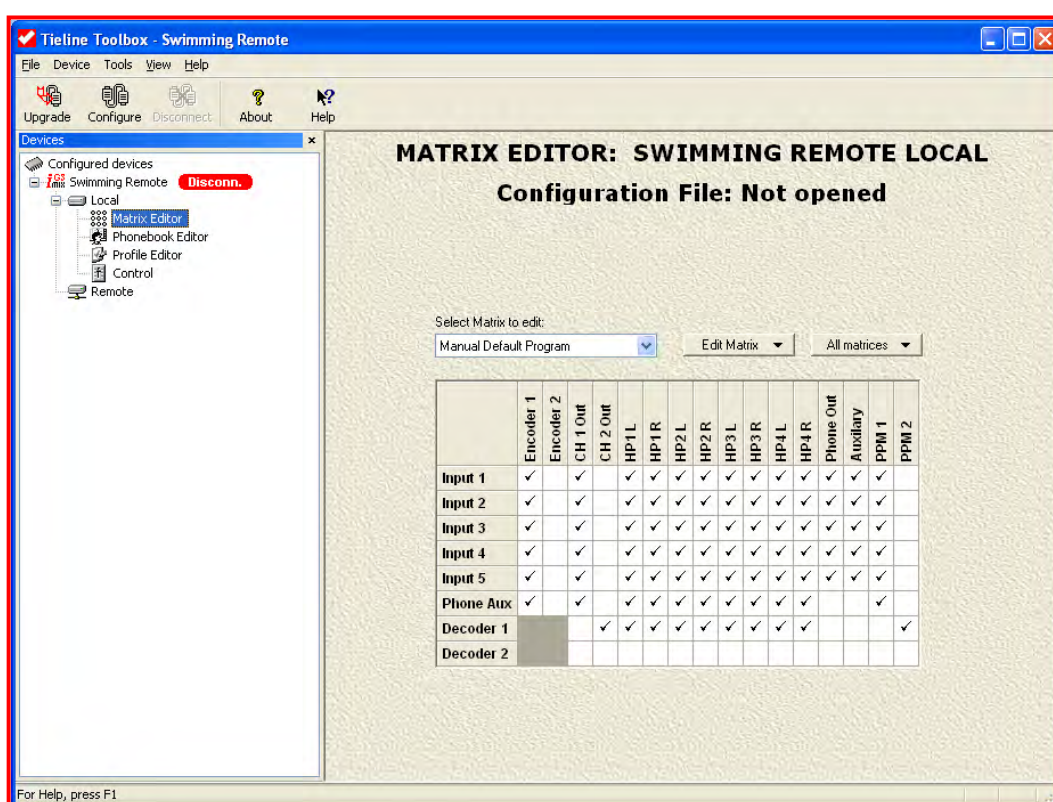 Tieline Toolbox - Swimming Remote
File Device Tools View Help
Upgrade Configure Disconnect About Help
Devices
Configured devices
Swimming Remote Disconn.
Local
Matrix Editor
Phonebook Editor
Profile Editor
Control
Remote
MATRIX EDITOR: SWIMMING REMOTE LOCAL
Configuration File: Not opened
Select Matrix to edit:
Manual Default Program Edit Matrix All matrices
Encoder 1 Encoder 2 CH 1 Out CH 2 Out HP1 L HP1 R HP2 L HP2 R HP3 L HP3 R HP4 L HP4 R Phone Out Auxilary PPM 1 PPM 2
Input 1 ✓ ✓ ✓ ✓ ✓ ✓ ✓ ✓ ✓ ✓ ✓ ✓ ✓
Input 2 ✓ ✓ ✓ ✓ ✓ ✓ ✓ ✓ ✓ ✓ ✓ ✓ ✓
Input 3 ✓ ✓ ✓ ✓ ✓ ✓ ✓ ✓ ✓ ✓ ✓ ✓ ✓
Input 4 ✓ ✓ ✓ ✓ ✓ ✓ ✓ ✓ ✓ ✓ ✓ ✓ ✓
Input 5 ✓ ✓ ✓ ✓ ✓ ✓ ✓ ✓ ✓ ✓ ✓ ✓ ✓
Phone Aux ✓ ✓ ✓ ✓ ✓ ✓ ✓ ✓ ✓ ✓ ✓
Decoder 1 ✓ ✓ ✓ ✓ ✓ ✓ ✓ ✓ ✓ ✓
Decoder 2
For Help, press F1